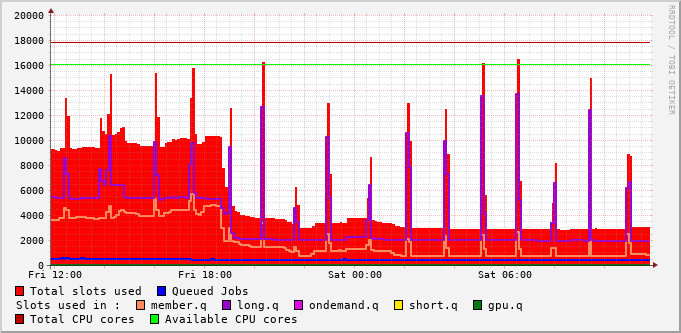 20000
18000
16000
14000
12000
10000
8000
6000
4000
2000
0
Fri 12:00 Fri 18:00 Sat 00:00 Sat 06:00
RRDTOOL / TOBI OETIKER
Total slots used Queued Jobs
Slots used in : member.q long.q ondemand.q short.q gpu.q
Total CPU cores Available CPU cores